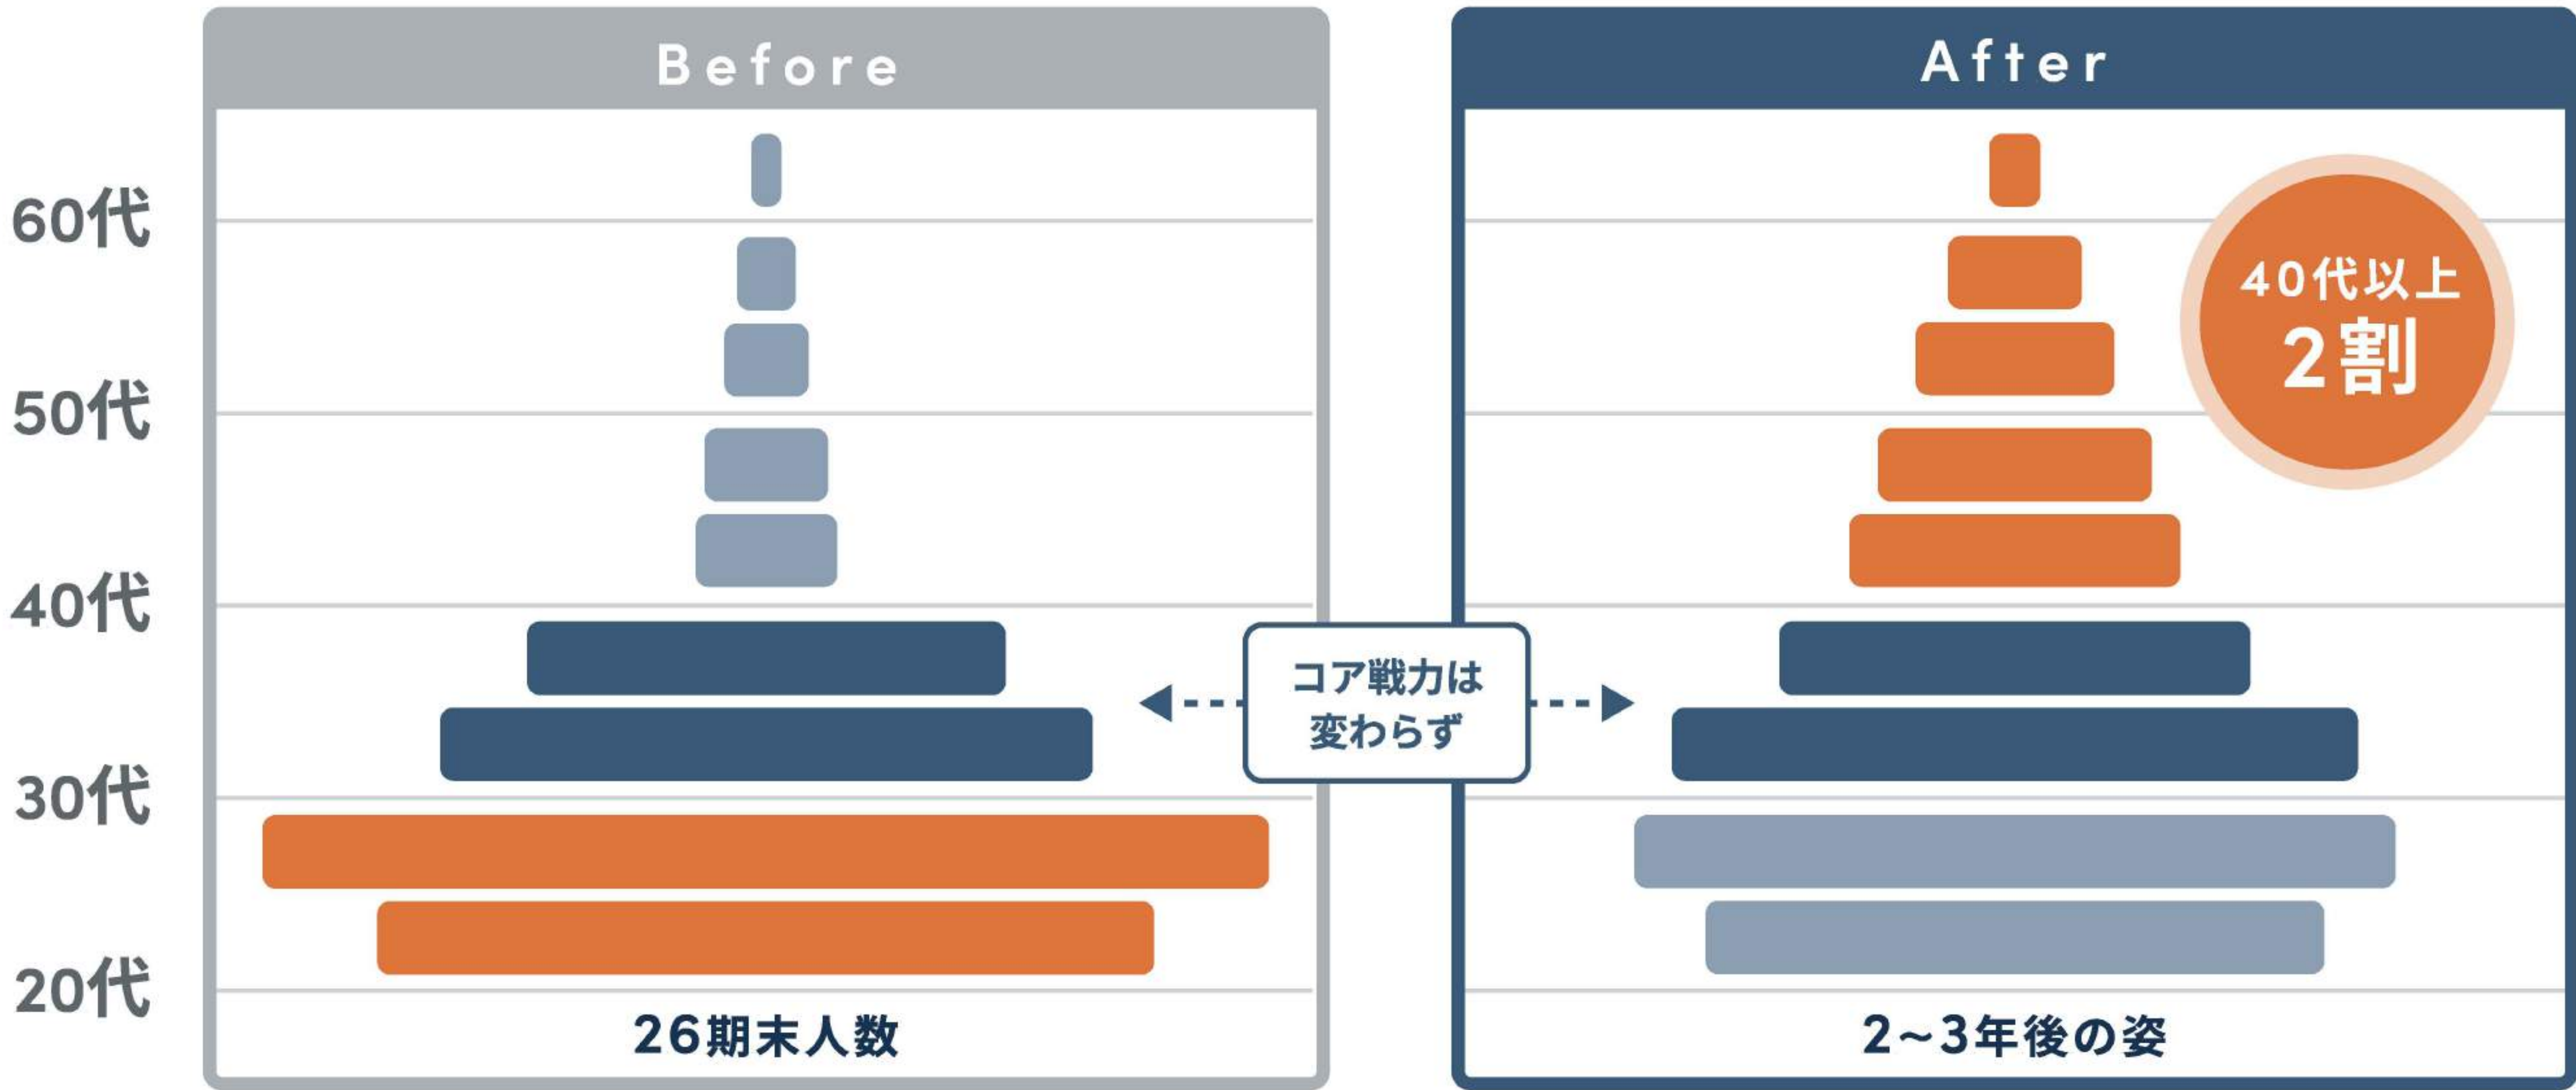 Before
After
60代
50代
40代
30代
20代
40代以上
2割
コア戦力は
変わらず
26期末人数
2~3年後の姿